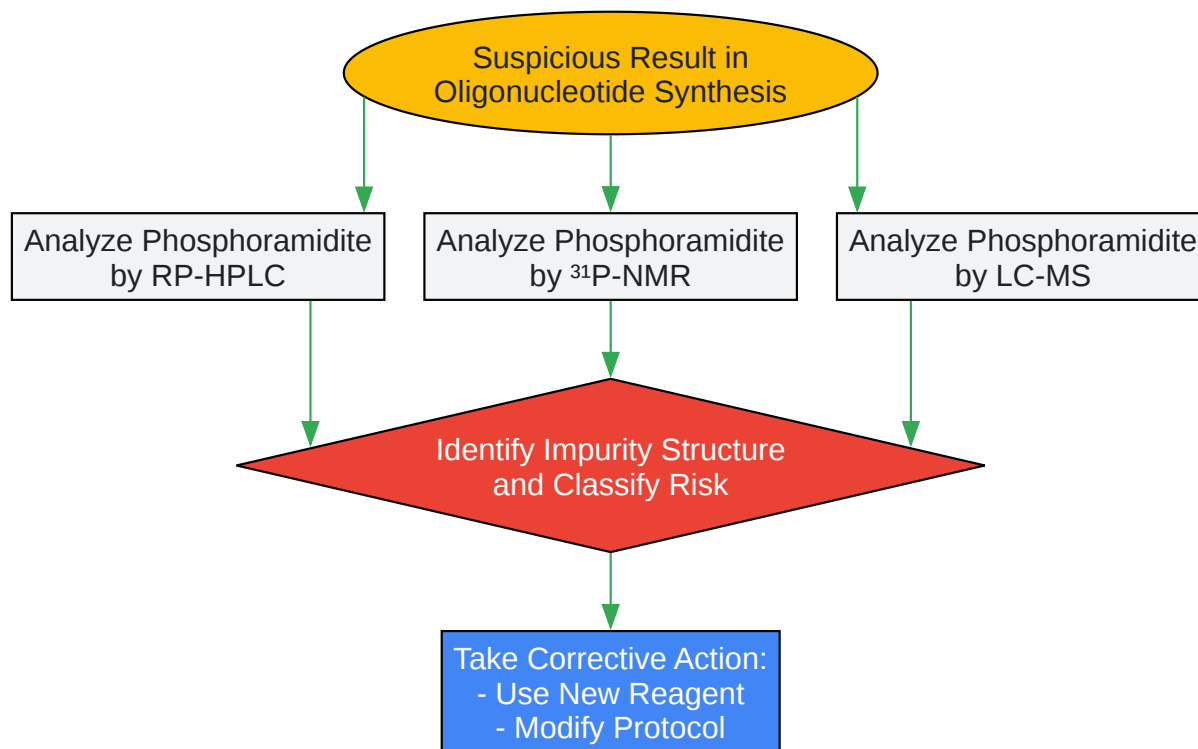 Suspicious Result in
Oligonucleotide Synthesis
Analyze Phosphoramidite
by RP-HPLC
Analyze Phosphoramidite
by ³¹P-NMR
Analyze Phosphoramidite
by LC-MS
Identify Impurity Structure
and Classify Risk
Take Corrective Action:
- Use New Reagent
- Modify Protocol